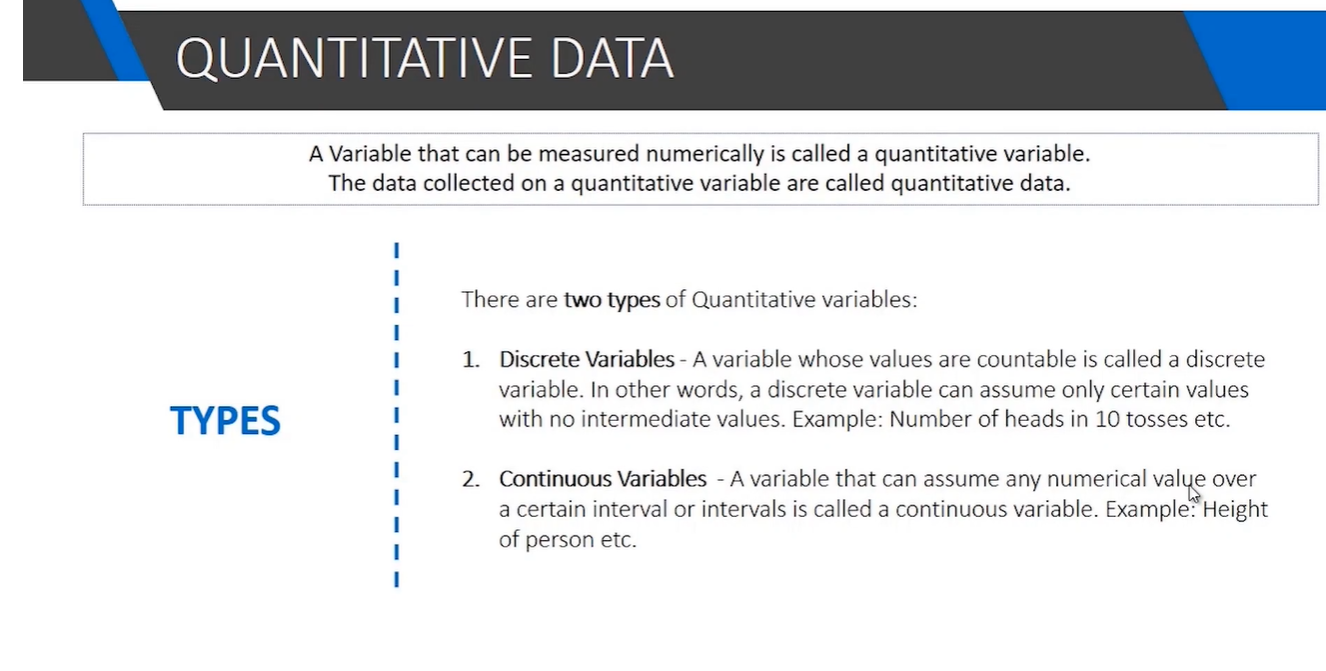 QUANTITATIVE DATA
A Variable that can be measured numerically is called a quantitative variable.
The data collected on a quantitative variable are called quantitative data.
TYPES
There are two types of Quantitative variables:
1. Discrete Variables - A variable whose values are countable is called a discrete
variable. In other words, a discrete variable can assume only certain values
with no intermediate values. Example: Number of heads in 10 tosses etc.
2. Continuous Variables - A variable that can assume any numerical value over
a certain interval or intervals is called a continuous variable. Example: Height
of person etc.